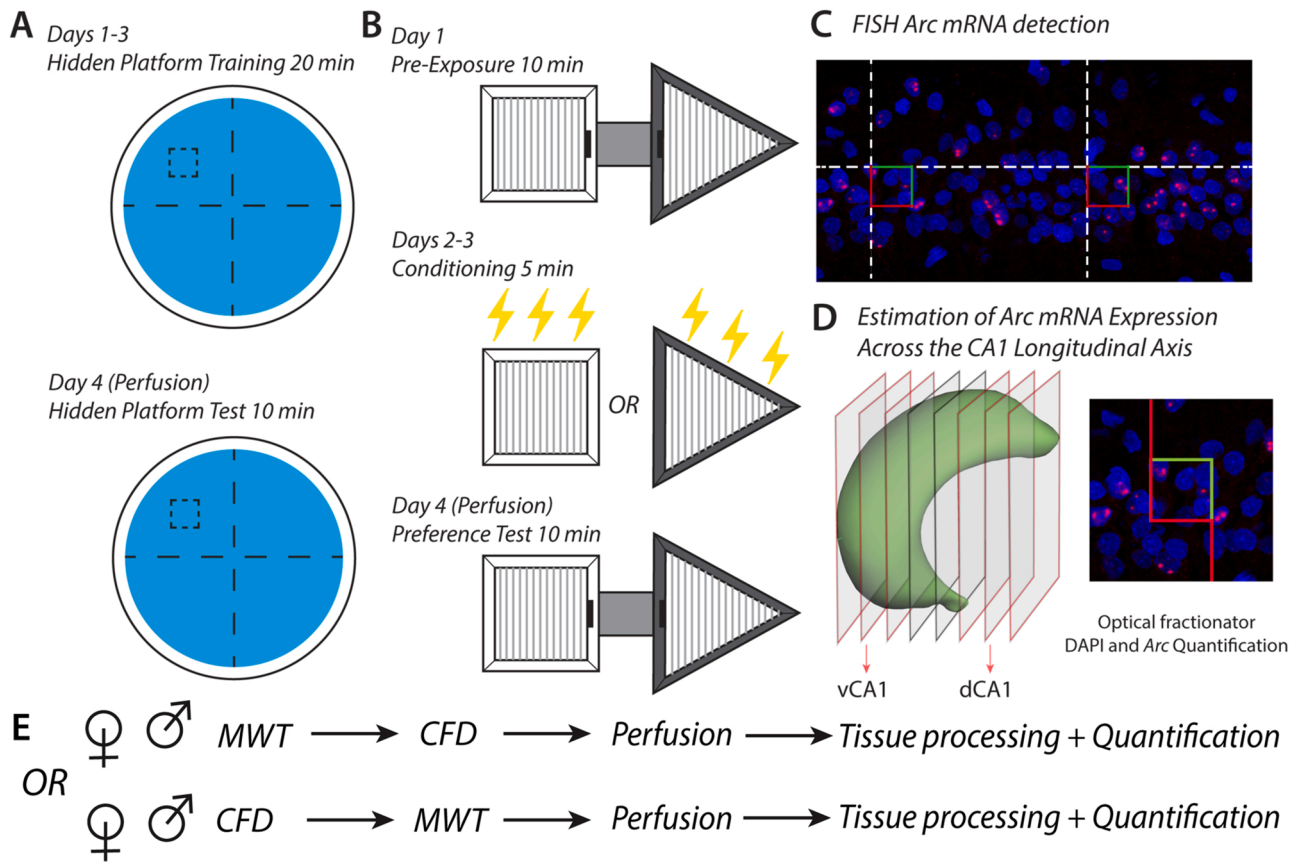 A
Days 1-3
Hidden Platform Training 20 min
Day 4 (Perfusion)
Hidden Platform Test 10 min
B
Day 1
Pre-Exposure 10 min
Days 2-3
Conditioning 5 min
OR
Day 4 (Perfusion)
Preference Test 10 min
C
FISH Arc mRNA detection
D
Estimation of Arc mRNA Expression
Across the CA1 Longitudinal Axis
vCA1
dCA1
Optical fractionator
DAPI and Arc Quantification
E
MWT
CFD
Perfusion
Tissue processing + Quantification
OR
CFD
MWT
Perfusion
Tissue processing + Quantification